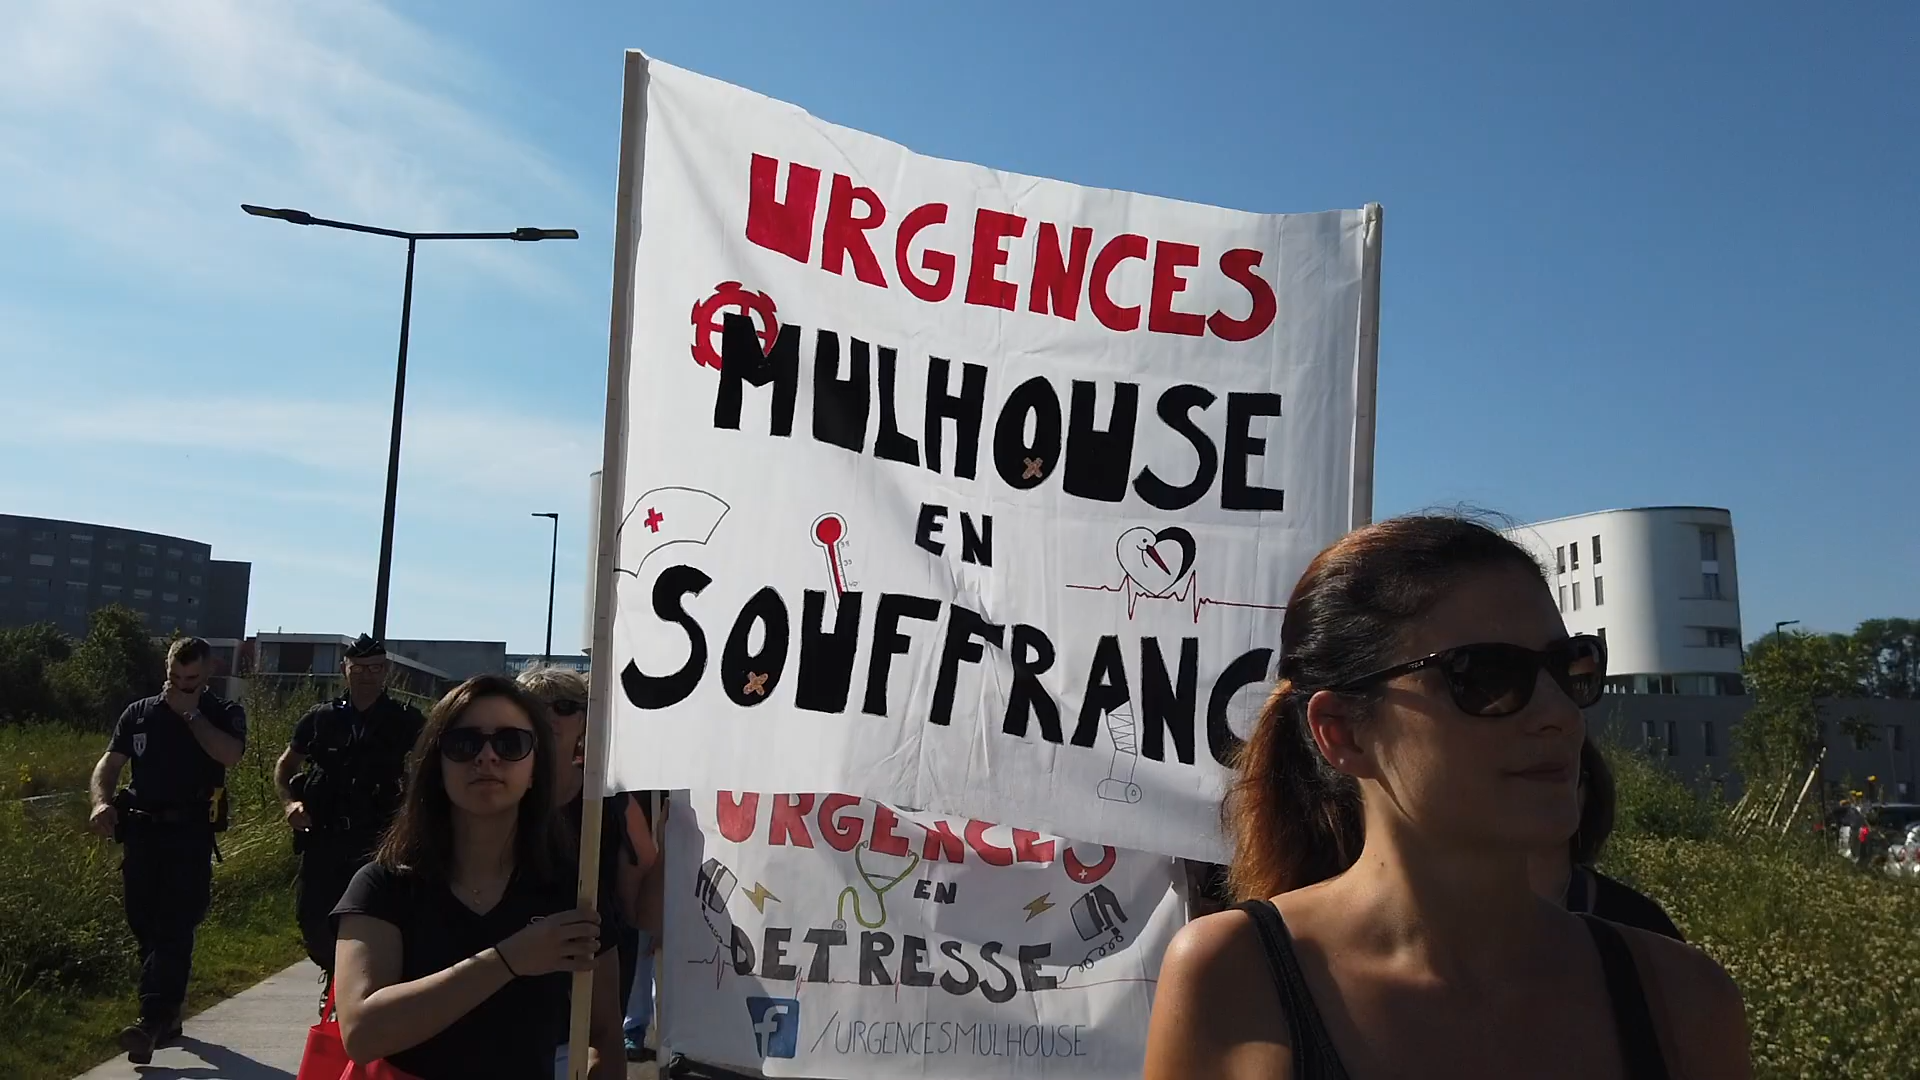 URGENCES
MULHOUSE
EN
SOUFFRANC
URGENCES
EN
DETRESSE
f /URGENCESMULHOUSE